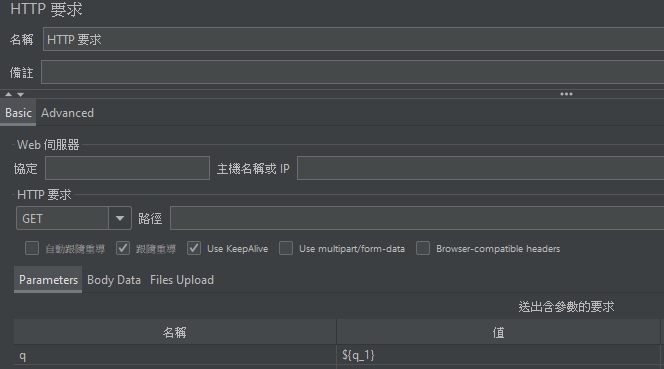 HTTP 要求
名稱 HTTP 要求
備註
Basic Advanced
Web 伺服器
協定 主機名稱或 IP
HTTP 要求
GET 路徑
自動跟隨重導 跟隨重導 Use KeepAlive Use multipart/form-data Browser-compatible headers
Parameters Body Data Files Upload
送出含參數的要求
名稱 值
q ${q_1}